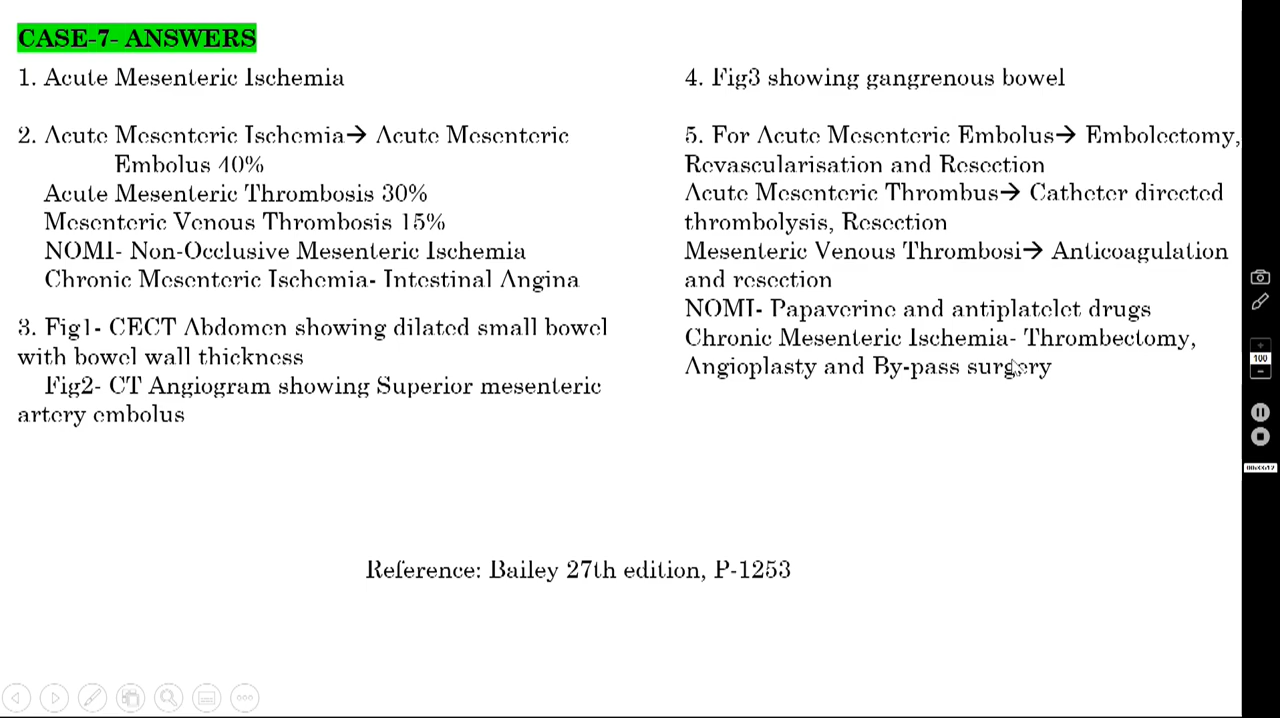 CASE-7- ANSWERS
1. Acute Mesenteric Ischemia
2. Acute Mesenteric Ischemia→ Acute Mesenteric
Embolus 40%
Acute Mesenteric Thrombosis 30%
Mesenteric Venous Thrombosis 15%
NOMI- Non-Occlusive Mesenteric Ischemia
Chronic Mesenteric Ischemia- Intestinal Angina
3. Fig1- CECT Abdomen showing dilated small bowel
with bowel wall thickness
Fig2- CT Angiogram showing Superior mesenteric
artery embolus
4. Fig3 showing gangrenous bowel
5. For Acute Mesenteric Embolus→ Embolectomy,
Revascularisation and Resection
Acute Mesenteric Thrombus→ Catheter directed
thrombolysis, Resection
Mesenteric Venous Thrombosi→ Anticoagulation
and resection
NOMI- Papaverine and antiplatelet drugs
Chronic Mesenteric Ischemia- Thrombectomy,
Angioplasty and By-pass surgery
Reference: Bailey 27th edition, P-1253
100